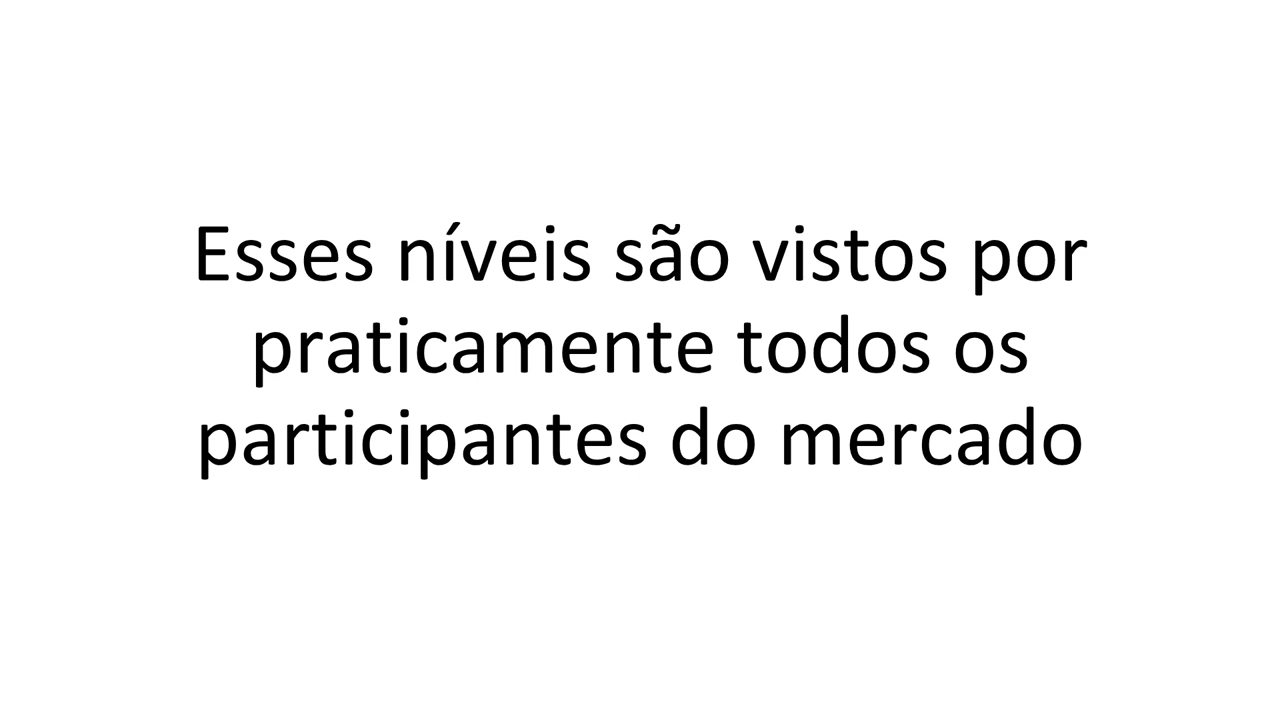 Esses níveis são vistos por
praticamente todos os
participantes do mercado